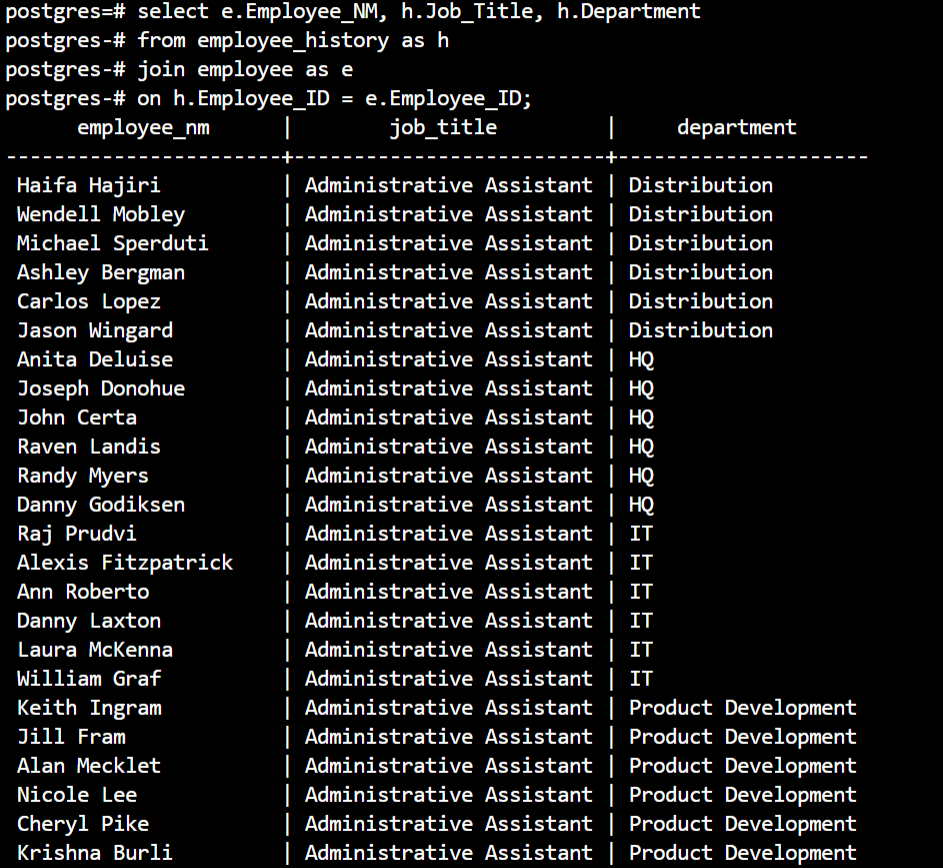 postgres=# select e.Employee_NM, h.Job_Title, h.Department
postgres-# from employee_history as h
postgres-# join employee as e
postgres-# on h.Employee_ID = e.Employee_ID;
      employee_nm      |        job_title         |     department
-----------------------+--------------------------+---------------------
 Haifa Hajiri          | Administrative Assistant | Distribution
 Wendell Mobley        | Administrative Assistant | Distribution
 Michael Sperduti      | Administrative Assistant | Distribution
 Ashley Bergman        | Administrative Assistant | Distribution
 Carlos Lopez          | Administrative Assistant | Distribution
 Jason Wingard         | Administrative Assistant | Distribution
 Anita Deluise         | Administrative Assistant | HQ
 Joseph Donohue        | Administrative Assistant | HQ
 John Certa            | Administrative Assistant | HQ
 Raven Landis          | Administrative Assistant | HQ
 Randy Myers           | Administrative Assistant | HQ
 Danny Godiksen        | Administrative Assistant | HQ
 Raj Prudvi            | Administrative Assistant | IT
 Alexis Fitzpatrick    | Administrative Assistant | IT
 Ann Roberto           | Administrative Assistant | IT
 Danny Laxton          | Administrative Assistant | IT
 Laura McKenna         | Administrative Assistant | IT
 William Graf          | Administrative Assistant | IT
 Keith Ingram          | Administrative Assistant | Product Development
 Jill Fram             | Administrative Assistant | Product Development
 Alan Mecklet          | Administrative Assistant | Product Development
 Nicole Lee            | Administrative Assistant | Product Development
 Cheryl Pike           | Administrative Assistant | Product Development
 Krishna Burli         | Administrative Assistant | Product Development